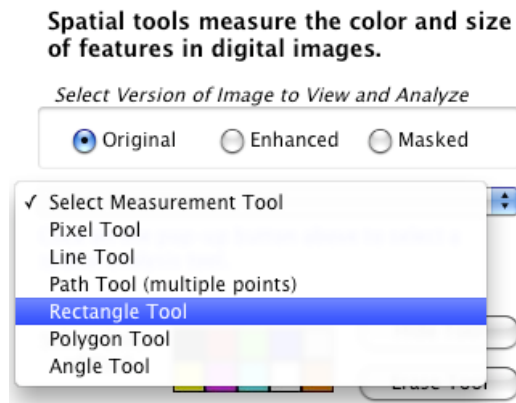 Spatial tools measure the color and size
of features in digital images.
Select Version of Image to View and Analyze
Original Enhanced Masked
✓ Select Measurement Tool
Pixel Tool
Line Tool
Path Tool (multiple points)
Rectangle Tool
Polygon Tool
Angle Tool
Erase Tool